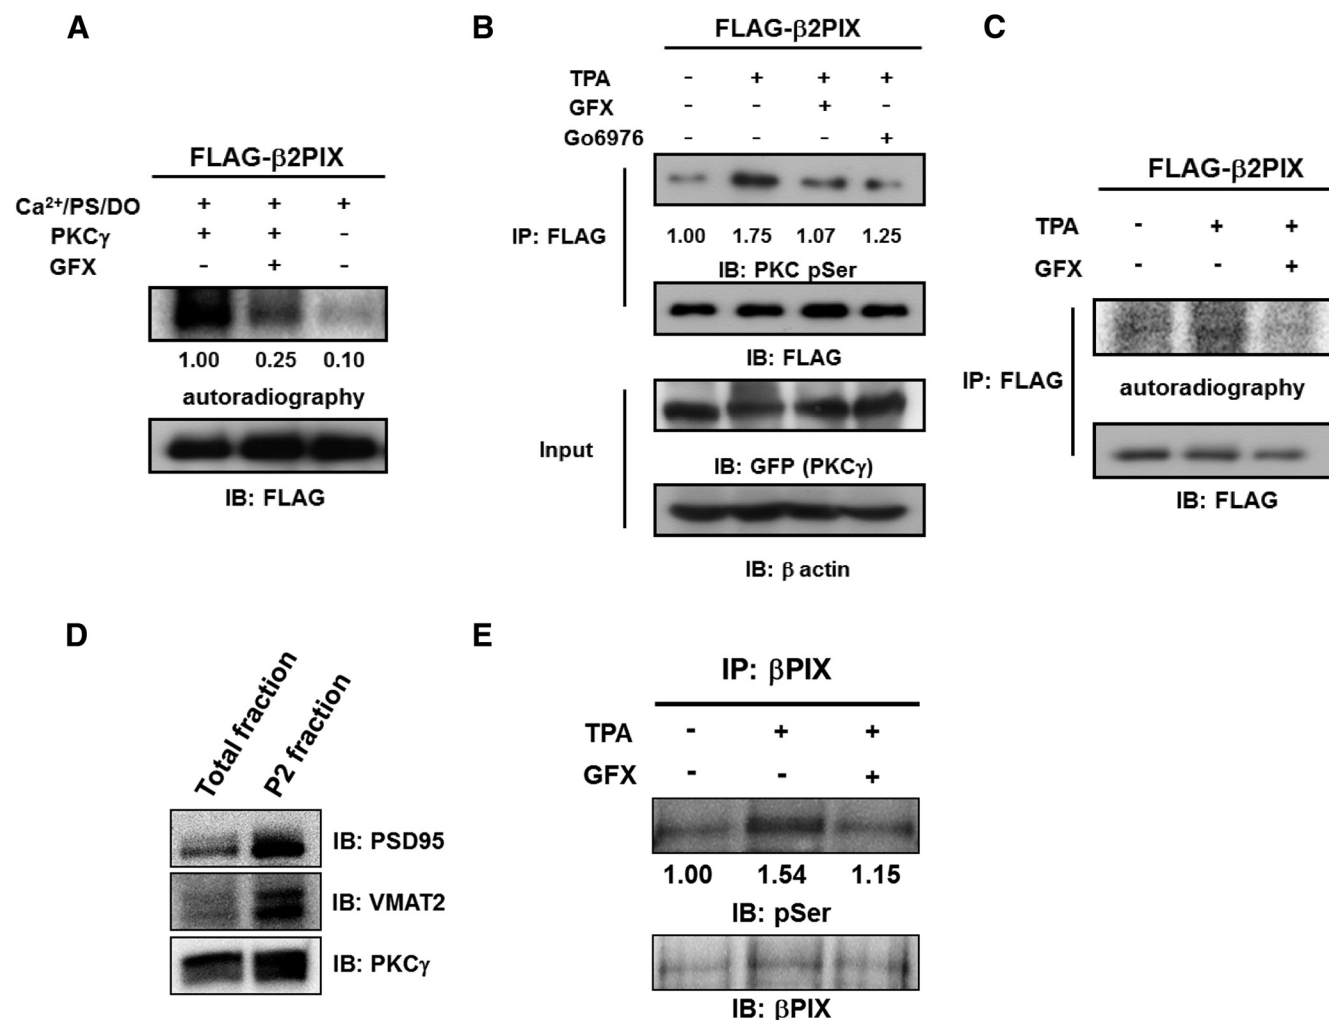 A
FLAG-β2PIX
Ca²⁺/PS/DO + + +
PKCγ + + -
GFX - + -
1.00 0.25 0.10
autoradiography
IB: FLAG
B
FLAG-β2PIX
TPA - + + +
GFX - - + -
Go6976 - - - +
IP: FLAG
1.00 1.75 1.07 1.25
IB: PKC pSer
IB: FLAG
Input
IB: GFP (PKCγ)
IB: β actin
C
FLAG-β2PIX
TPA - + +
GFX - - +
IP: FLAG
autoradiography
IB: FLAG
D
Total fraction
P2 fraction
IB: PSD95
IB: VMAT2
IB: PKCγ
E
IP: βPIX
TPA - + +
GFX - - +
1.00 1.54 1.15
IB: pSer
IB: βPIX